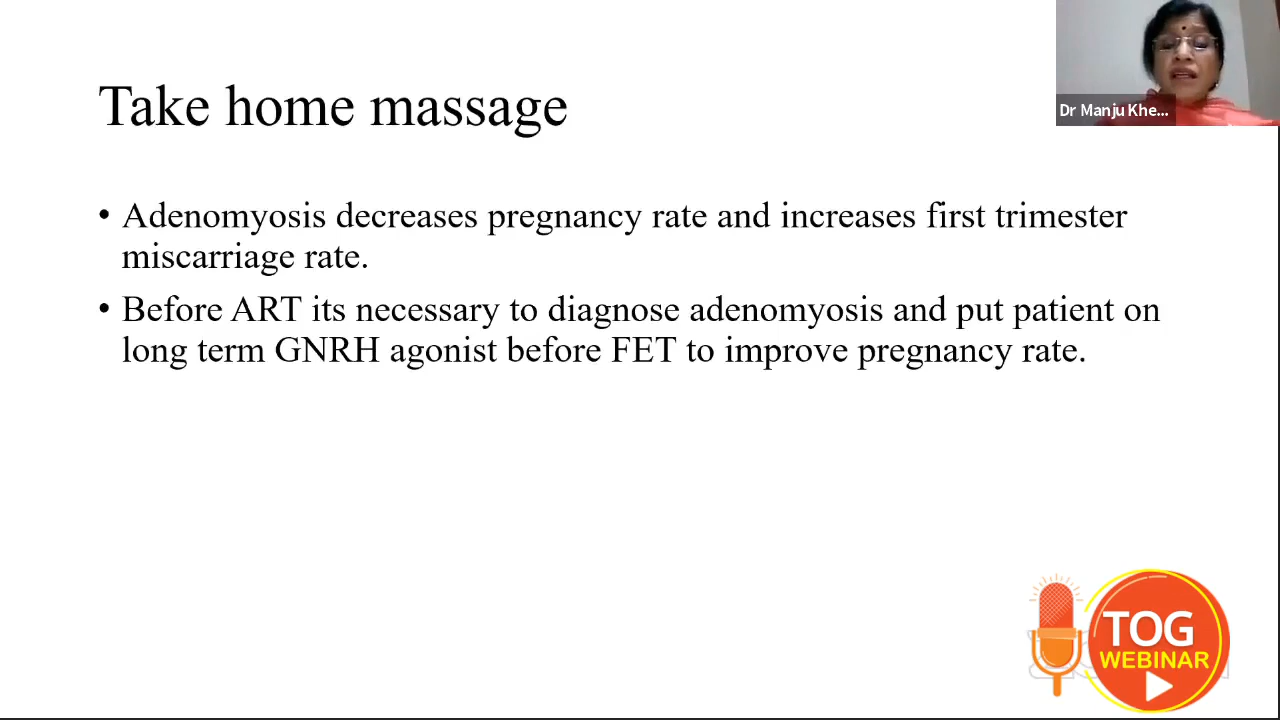 Take home massage
Dr Manju Khe...
• Adenomyosis decreases pregnancy rate and increases first trimester
miscarriage rate.
• Before ART its necessary to diagnose adenomyosis and put patient on
long term GNRH agonist before FET to improve pregnancy rate.
TOG
WEBINAR